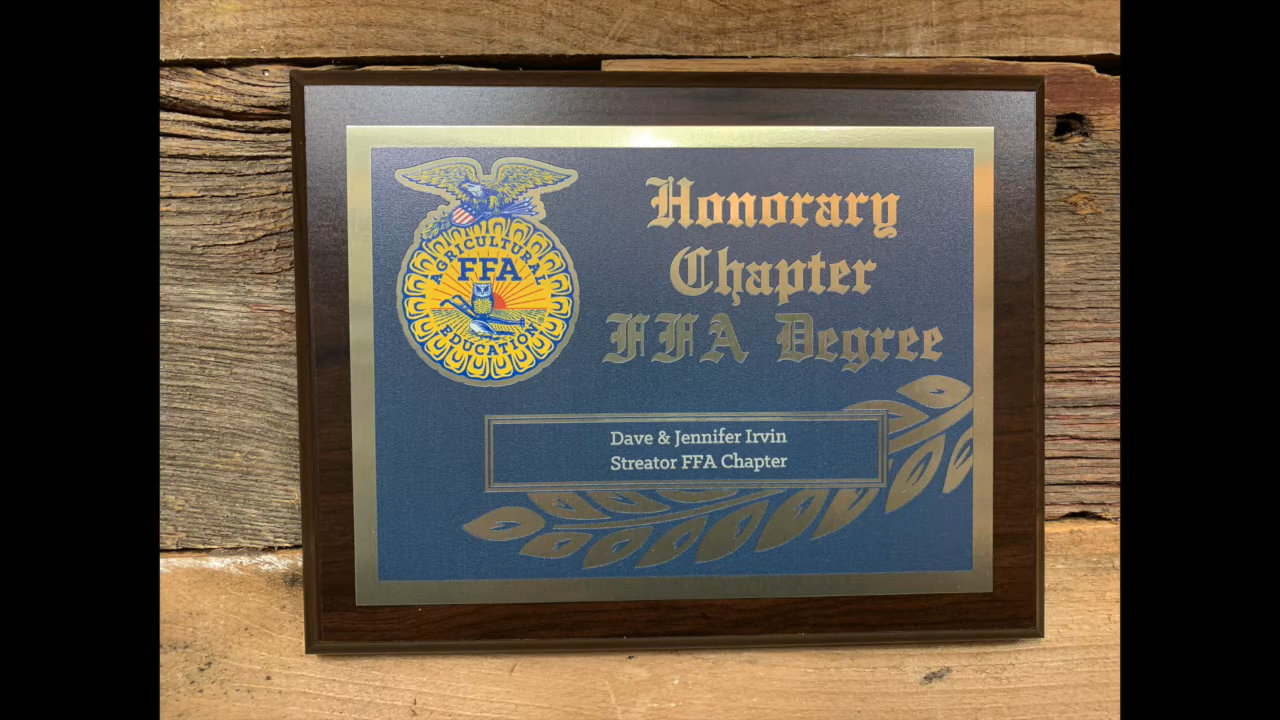 AGRICULTURAL
FFA
EDUCATION
Honorary
Chapter
FFA Degree
Dave & Jennifer Irvin
Streator FFA Chapter